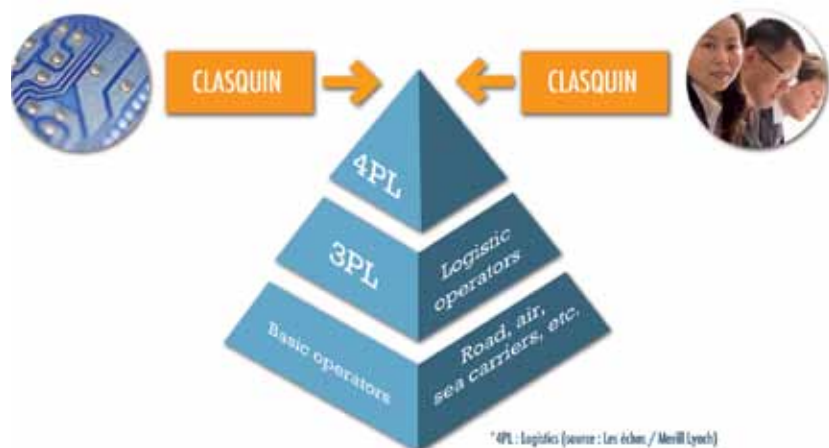 CLASQUIN
CLASQUIN
4PL
3PL
Logistic
operators
Basic operators
Road, air,
sea carriers, etc.
*4PL : Logistics (source : Les échos / Merill Lynch)